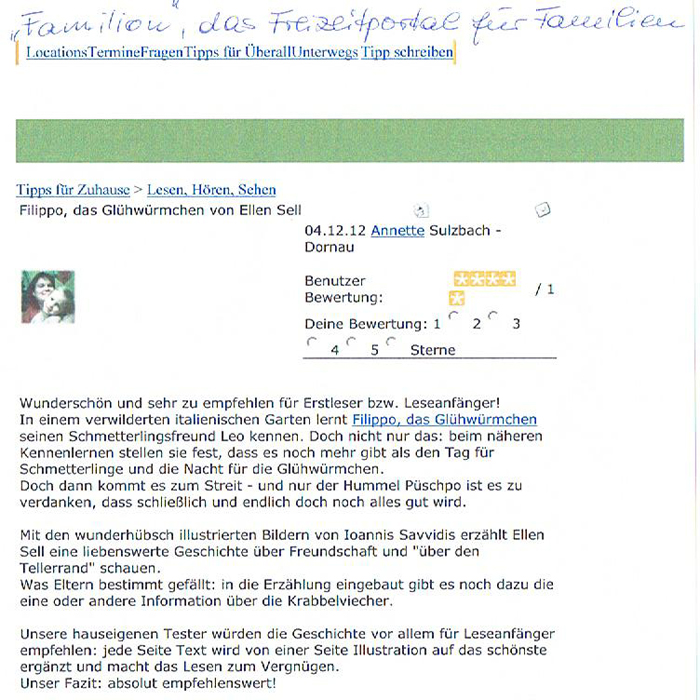 „Familion", das Freizeitportal für Familien
LocationsTermineFragenTipps für ÜberallUnterwegs Tipp schreiben
Tipps für Zuhause > Lesen, Hören, Sehen
Filippo, das Glühwürmchen von Ellen Sell
04.12.12 Annette Sulzbach -
Dornau
Benutzer
Bewertung:
/ 1
Deine Bewertung: 1 2 3
4 5 Sterne
Wunderschön und sehr zu empfehlen für Erstleser bzw. Leseanfänger!
In einem verwilderten italienischen Garten lernt Filippo, das Glühwürmchen
seinen Schmetterlingsfreund Leo kennen. Doch nicht nur das: beim näheren
Kennenlernen stellen sie fest, dass es noch mehr gibt als den Tag für
Schmetterlinge und die Nacht für die Glühwürmchen.
Doch dann kommt es zum Streit - und nur der Hummel Püschpo ist es zu
verdanken, dass schließlich und endlich doch noch alles gut wird.
Mit den wunderhübsch illustrierten Bildern von Ioannis Savvidis erzählt Ellen
Sell eine liebenswerte Geschichte über Freundschaft und "über den
Tellerrand" schauen.
Was Eltern bestimmt gefällt: in die Erzählung eingebaut gibt es noch dazu die
eine oder andere Information über die Krabbelviecher.
Unsere hauseigenen Tester würden die Geschichte vor allem für Leseanfänger
empfehlen: jede Seite Text wird von einer Seite Illustration auf das schönste
ergänzt und macht das Lesen zum Vergnügen.
Unser Fazit: absolut empfehlenswert!